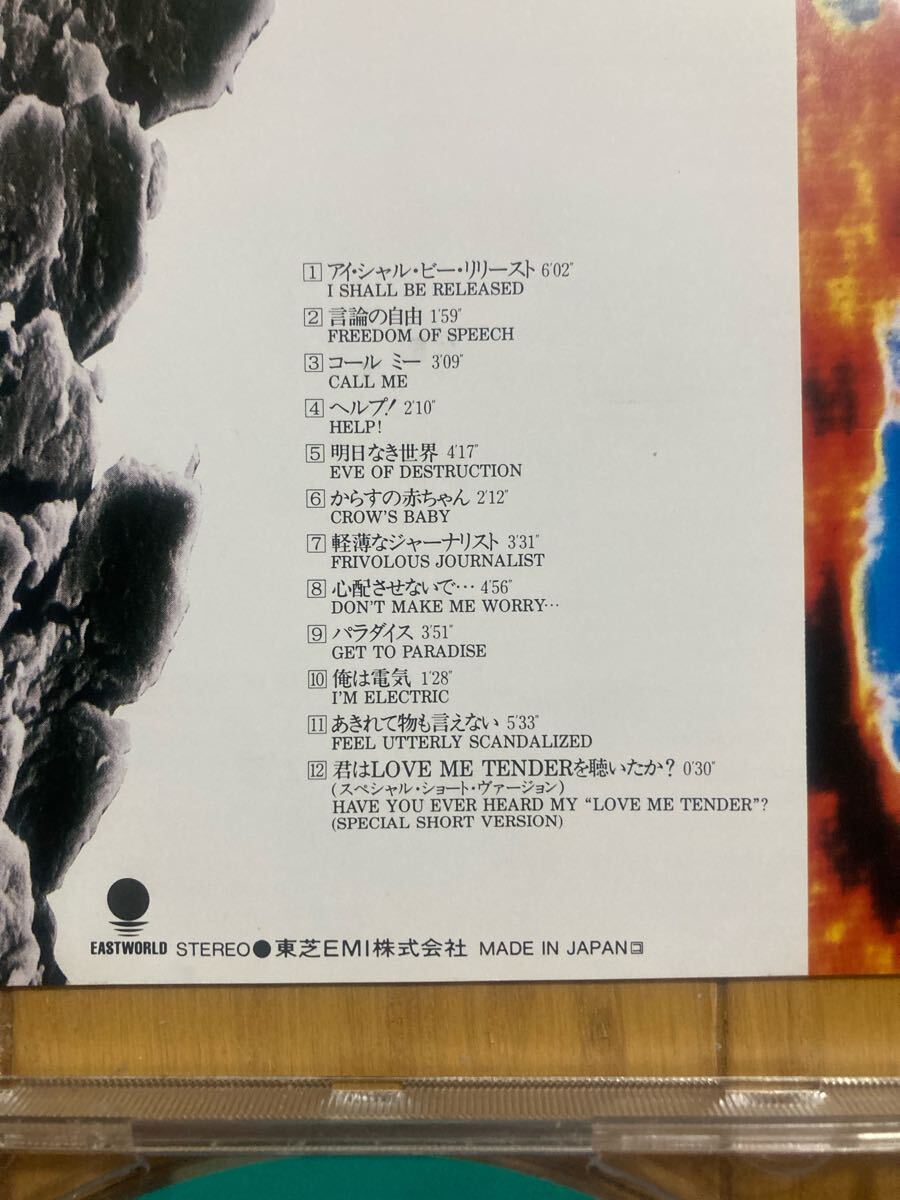 1 アイ・シャル・ビー・リリースト 6'02"
I SHALL BE RELEASED
2 言論の自由 1'59"
FREEDOM OF SPEECH
3 コール ミー 3'09"
CALL ME
4 ヘルプ! 2'10"
HELP!
5 明日なき世界 4'17"
EVE OF DESTRUCTION
6 からすの赤ちゃん 2'12"
CROW'S BABY
7 軽薄なジャーナリスト 3'31"
FRIVOLOUS JOURNALIST
8 心配させないで… 4'56"
DON'T MAKE ME WORRY…
9 パラダイス 3'51"
GET TO PARADISE
10 俺は電気 1'28"
I'M ELECTRIC
11 あきれて物も言えない 5'33"
FEEL UTTERLY SCANDALIZED
12 君はLOVE ME TENDERを聴いたか? 0'30"
(スペシャル・ショート・ヴァージョン)
HAVE YOU EVER HEARD MY "LOVE ME TENDER"?
(SPECIAL SHORT VERSION)
EASTWORLD STEREO●東芝EMI株式会社 MADE IN JAPAN コ